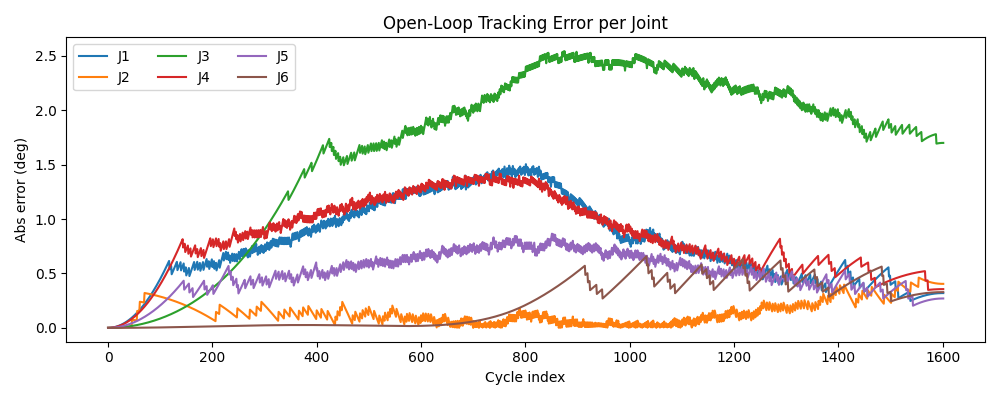 Open-Loop Tracking Error per Joint
J1 J3 J5
J2 J4 J6
Abs error (deg)
2.5
2.0
1.5
1.0
0.5
0.0
0 200 400 600 800 1000 1200 1400 1600
Cycle index